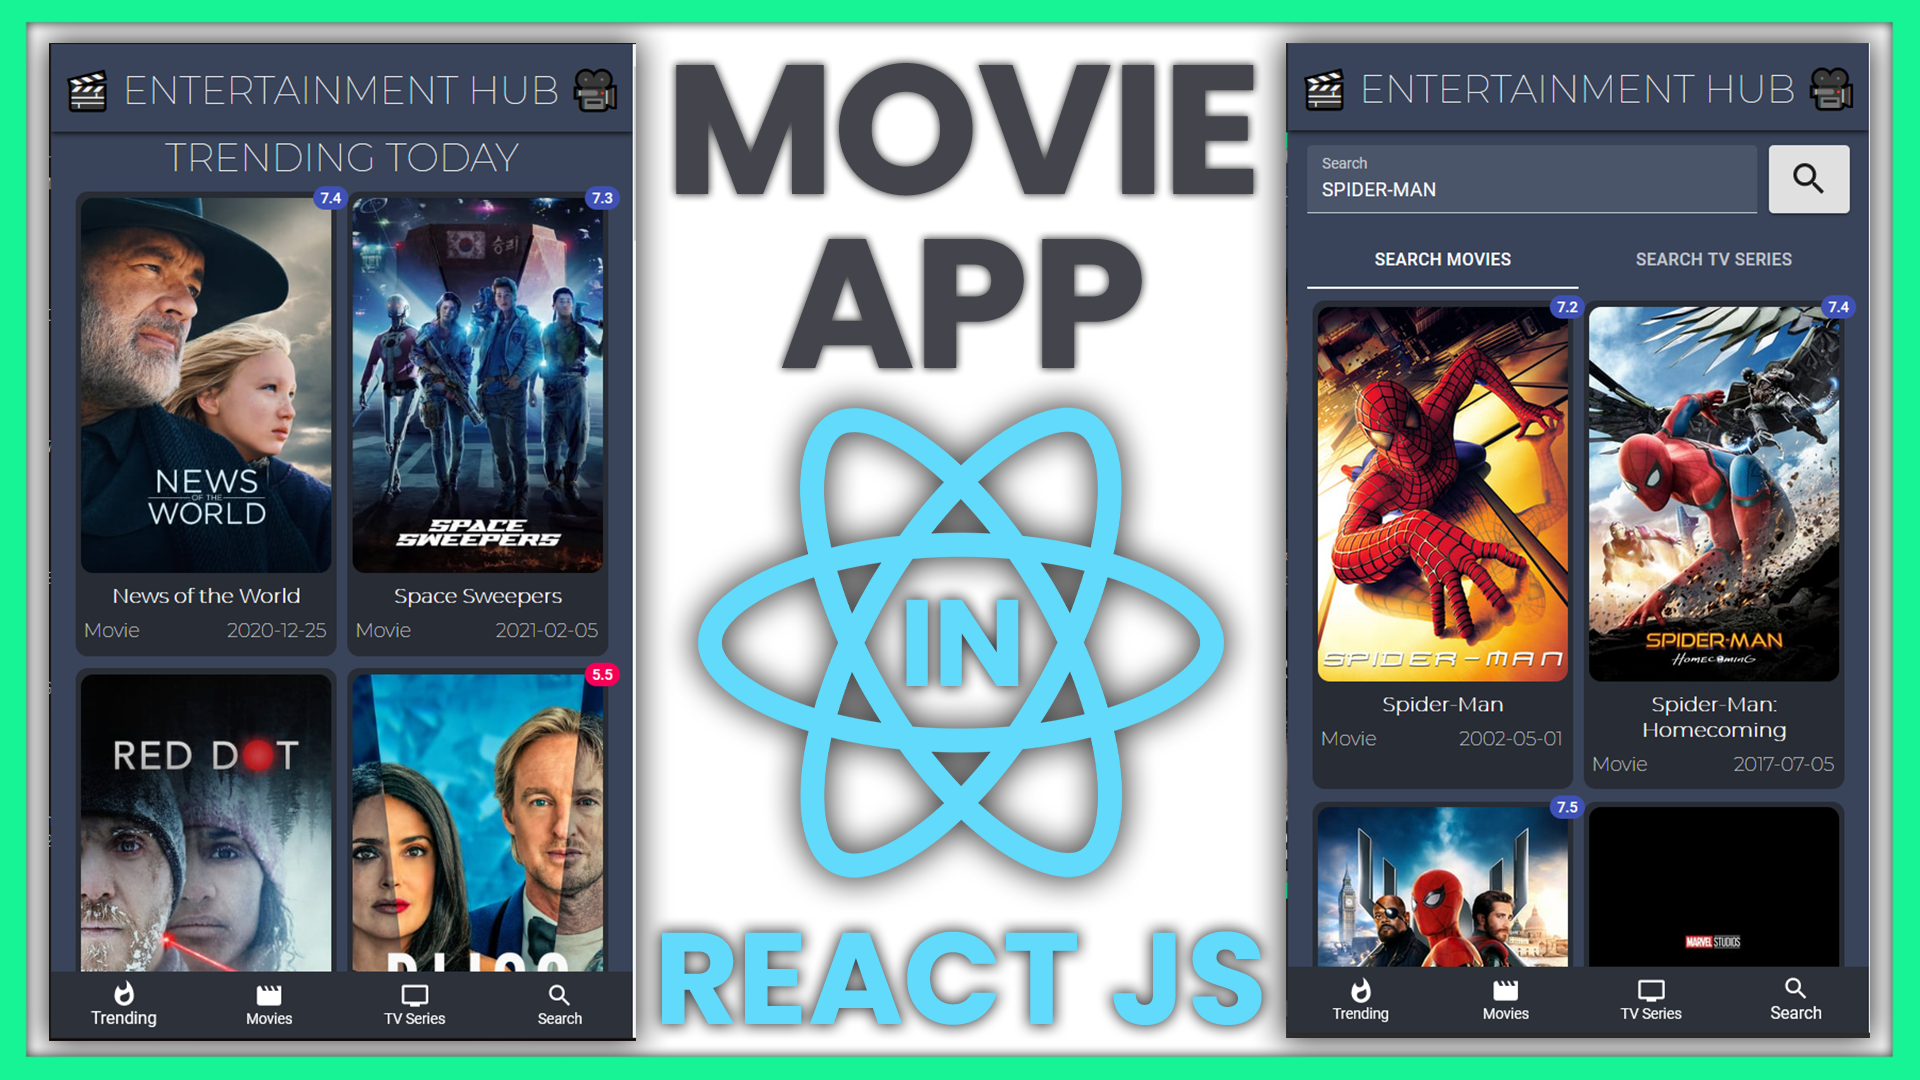 ENTERTAINMENT HUB
TRENDING TODAY
7.4
7.3
승리
NEWS
OF THE
WORLD
SPACE
SWEEPERS
News of the World
Movie 2020-12-25
Space Sweepers
Movie 2021-02-05
5.5
RED DOT
Trending
Movies
TV Series
Search
MOVIE
APP
IN
REACT JS
ENTERTAINMENT HUB
Search
SPIDER-MAN
SEARCH MOVIES
SEARCH TV SERIES
7.2
7.4
SPIDER-MAN
SPIDER-MAN
HOMECOMING
Spider-Man
Movie 2002-05-01
Spider-Man:
Homecoming
Movie 2017-07-05
7.5
MARVEL STUDIOS
Trending
Movies
TV Series
Search